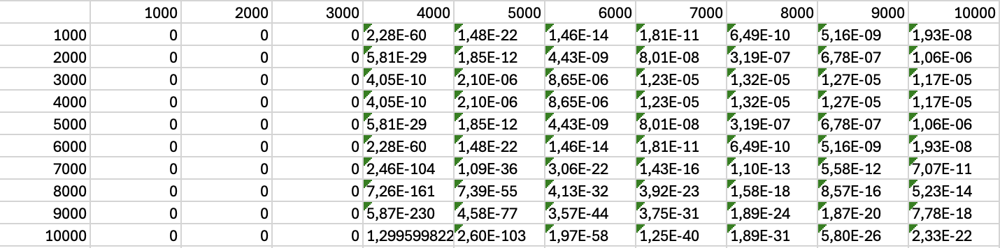 1000 2000 3000 4000 5000 6000 7000 8000 9000 10000
1000 0 0 0 2,28E-60 1,48E-22 1,46E-14 1,81E-11 6,49E-10 5,16E-09 1,93E-08
2000 0 0 0 5,81E-29 1,85E-12 4,43E-09 8,01E-08 3,19E-07 6,78E-07 1,06E-06
3000 0 0 0 4,05E-10 2,10E-06 8,65E-06 1,23E-05 1,32E-05 1,27E-05 1,17E-05
4000 0 0 0 4,05E-10 2,10E-06 8,65E-06 1,23E-05 1,32E-05 1,27E-05 1,17E-05
5000 0 0 0 5,81E-29 1,85E-12 4,43E-09 8,01E-08 3,19E-07 6,78E-07 1,06E-06
6000 0 0 0 2,28E-60 1,48E-22 1,46E-14 1,81E-11 6,49E-10 5,16E-09 1,93E-08
7000 0 0 0 2,46E-104 1,09E-36 3,06E-22 1,43E-16 1,10E-13 5,58E-12 7,07E-11
8000 0 0 0 7,26E-161 7,39E-55 4,13E-32 3,92E-23 1,58E-18 8,57E-16 5,23E-14
9000 0 0 0 5,87E-230 4,58E-77 3,57E-44 3,75E-31 1,89E-24 1,87E-20 7,78E-18
10000 0 0 0 1,299599822 2,60E-103 1,97E-58 1,25E-40 1,89E-31 5,80E-26 2,33E-22